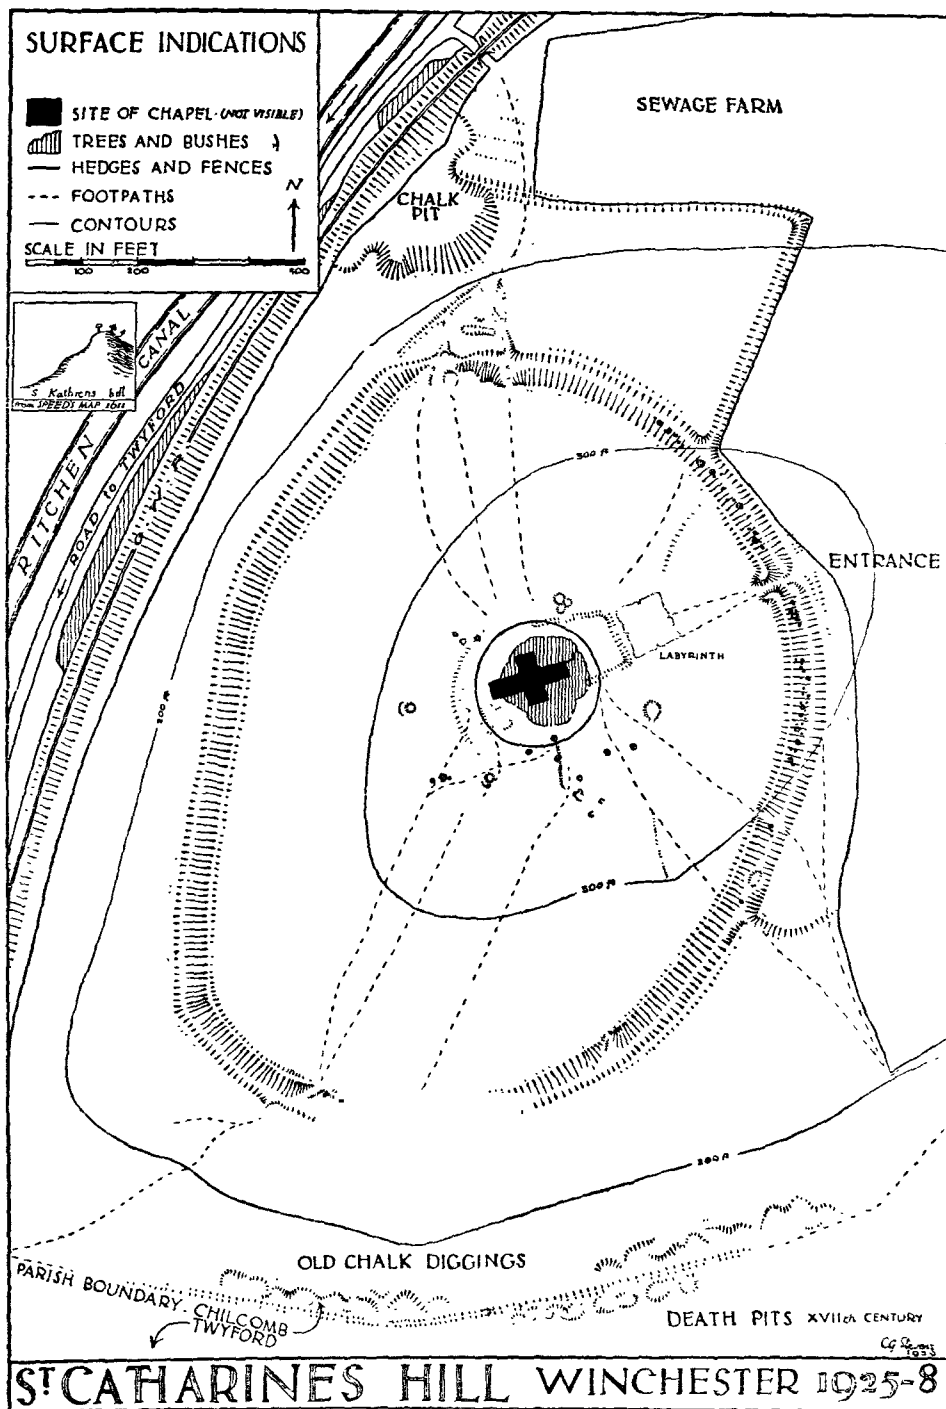 SURFACE INDICATIONS
SITE OF CHAPEL · (NOT VISIBLE)
TREES AND BUSHES
HEDGES AND FENCES
FOOTPATHS
CONTOURS
N
SCALE IN FEET
100 200 500
S Kathrens hill
from SPEED'S MAP 1611
SEWAGE FARM
CHALK
PIT
RITCHEN CANAL
ROAD to TWYFORD
300 ft
ENTRANCE
LABYRINTH
200 ft
300 ft
200 ft
OLD CHALK DIGGINGS
PARISH BOUNDARY. CHILCOMB
TWYFORD
DEATH PITS XVIIth CENTURY
ST CATHARINES HILL WINCHESTER 1925-8